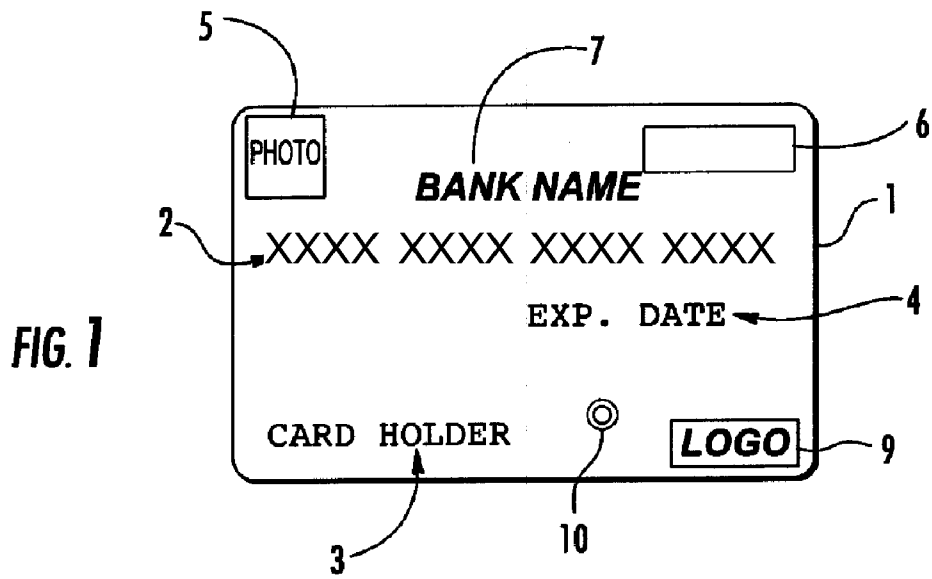 5
7
6
PHOTO
BANK NAME
1
2
XXXX XXXX XXXX XXXX
EXP. DATE
4
FIG. 1
CARD HOLDER
LOGO
9
10
3